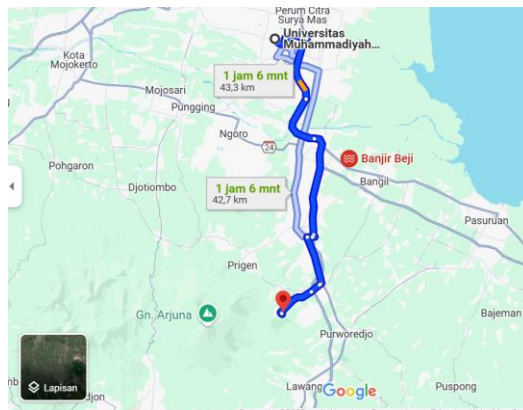 Perum Citra
Surya Mas
Universitas
Muhammadiyah...
Kota
Mojokerto
1 jam 6 mnt
43,3 km
Mojosari
Pungging
Ngoro
24
Banjir Beji
Pohgaron
Djotiombo
Bangil
1 jam 6 mnt
42,7 km
Pasuruan
Prigen
Gn. Arjuna
Bajeman
Purworedjo
Lapisan
Lawang
Google
Puspong